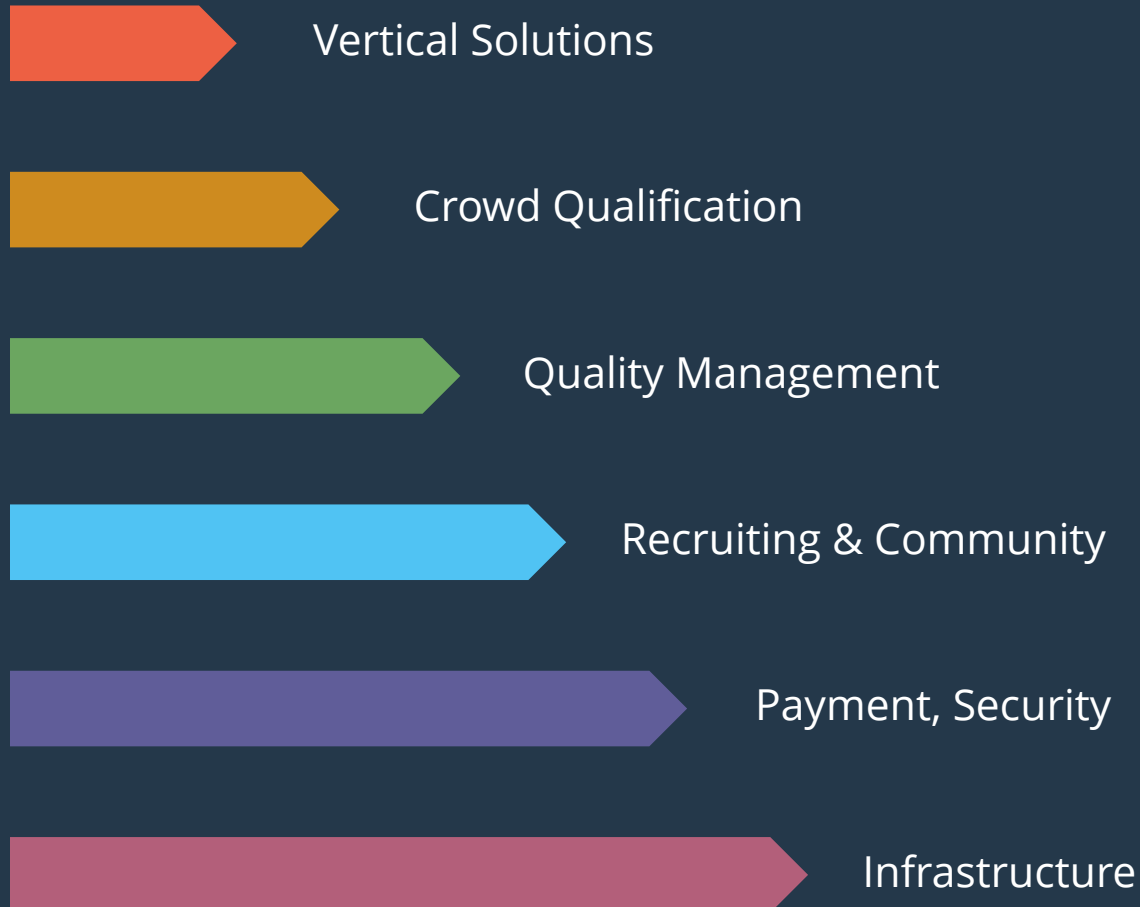 Vertical Solutions
Crowd Qualification
Quality Management
Recruiting & Community
Payment, Security
Infrastructure